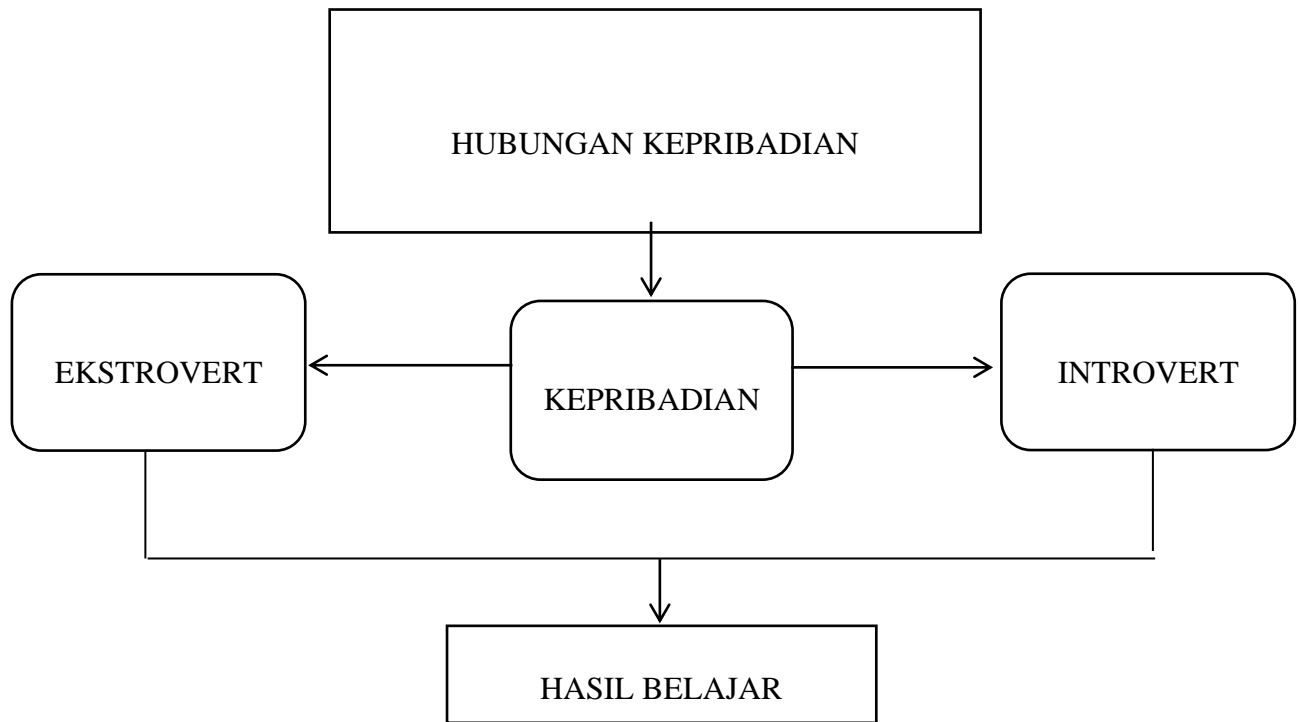 HUBUNGAN KEPRIBADIAN
EKSTROVERT
KEPRIBADIAN
INTROVERT
HASIL BELAJAR